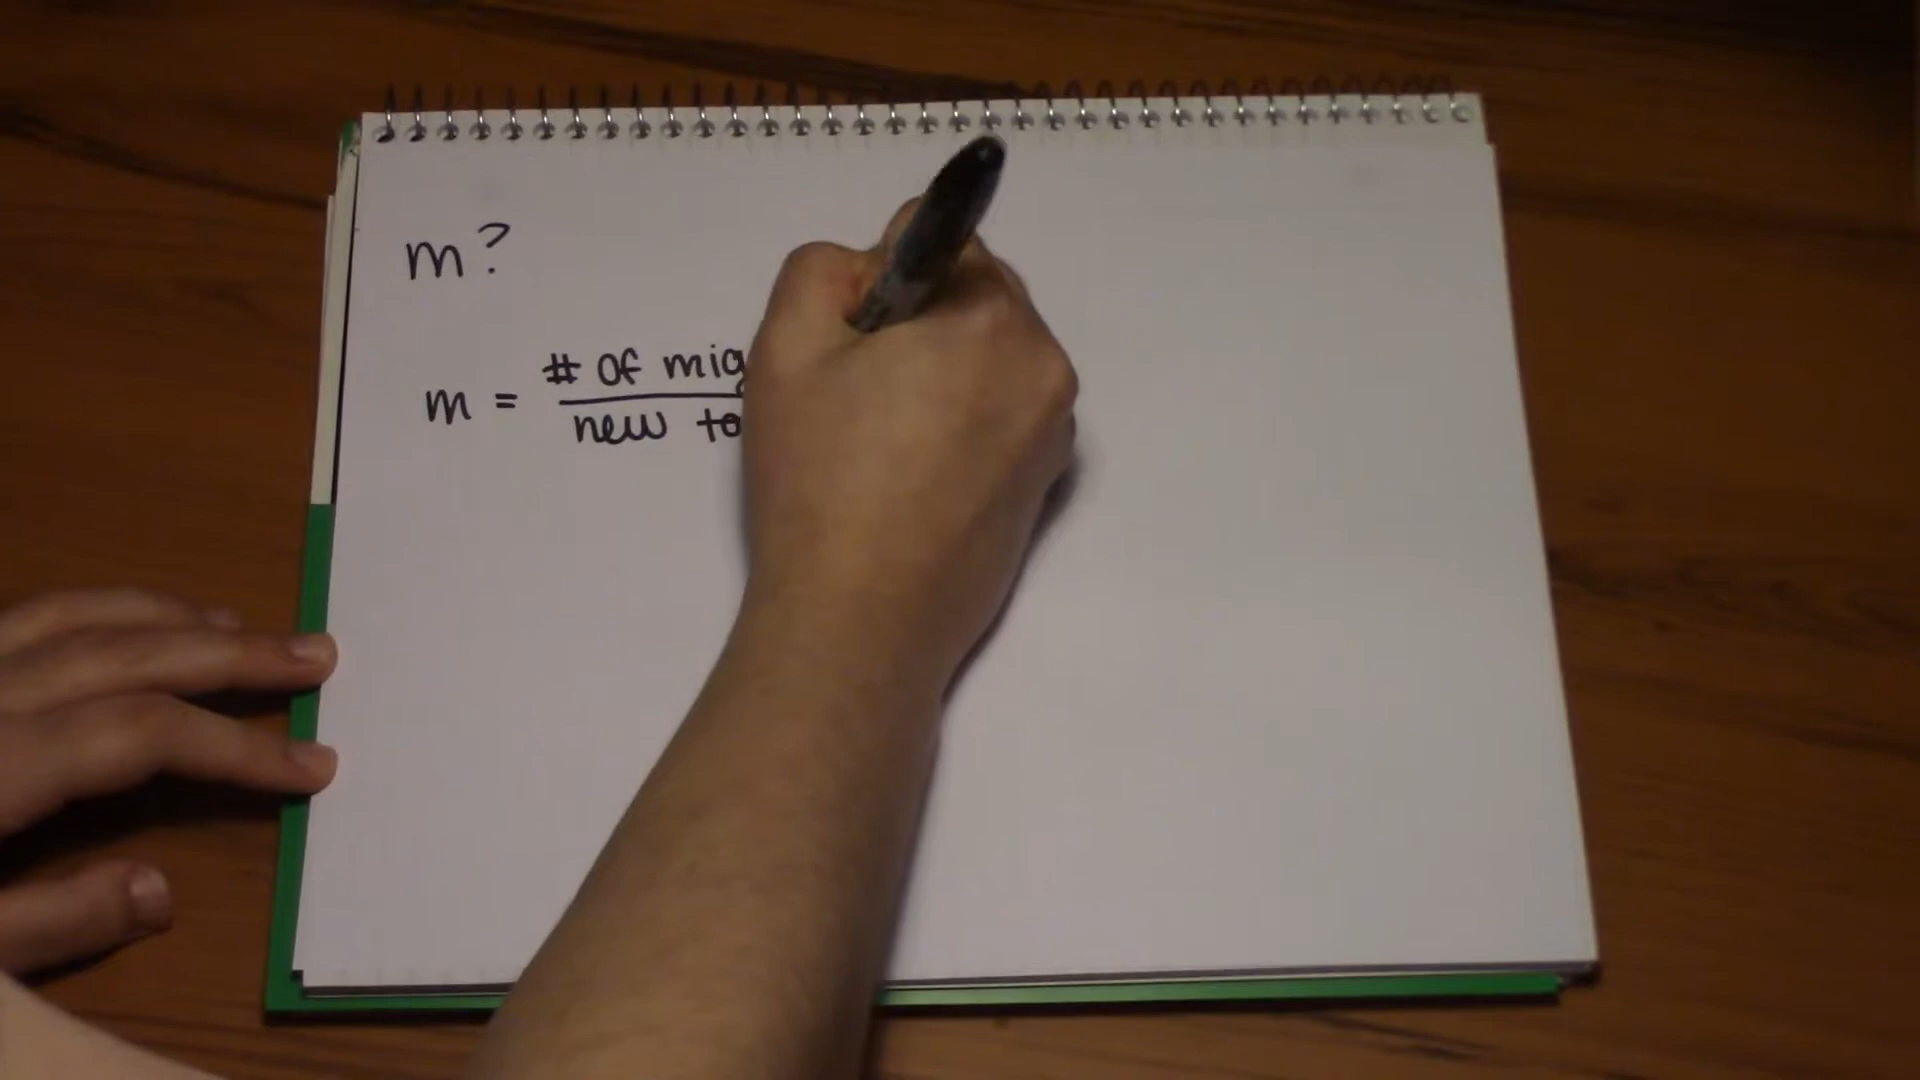 m?
m = # of mig
new to